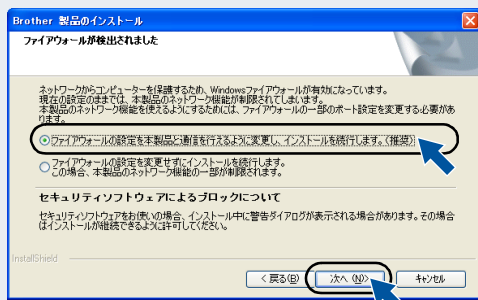 Brother 製品のインストール
ファイアウォールが検出されました
ネットワークからコンピューターを保護するため、Windowsファイアウォールが有効になっています。
現在の設定のままでは、本製品のネットワーク機能が制限されてしまいます。
本製品のネットワーク機能を使えるようにするためには、ファイアウォールの一部のポート設定を変更する必要があ
ります。
ファイアウォールの設定を本製品と通信を行えるように変更し、インストールを続行します。(推奨)
ファイアウォールの設定を変更せずにインストールを続行します。
この場合、本製品のネットワーク機能の一部が制限されます。
セキュリティソフトウェアによるブロックについて
セキュリティソフトウェアをお使いの場合、インストール中に警告ダイアログが表示される場合があります。その場合
はインストールが継続できるように許可してください。
InstallShield
< 戻る(B)
次へ (N)>
キャンセル